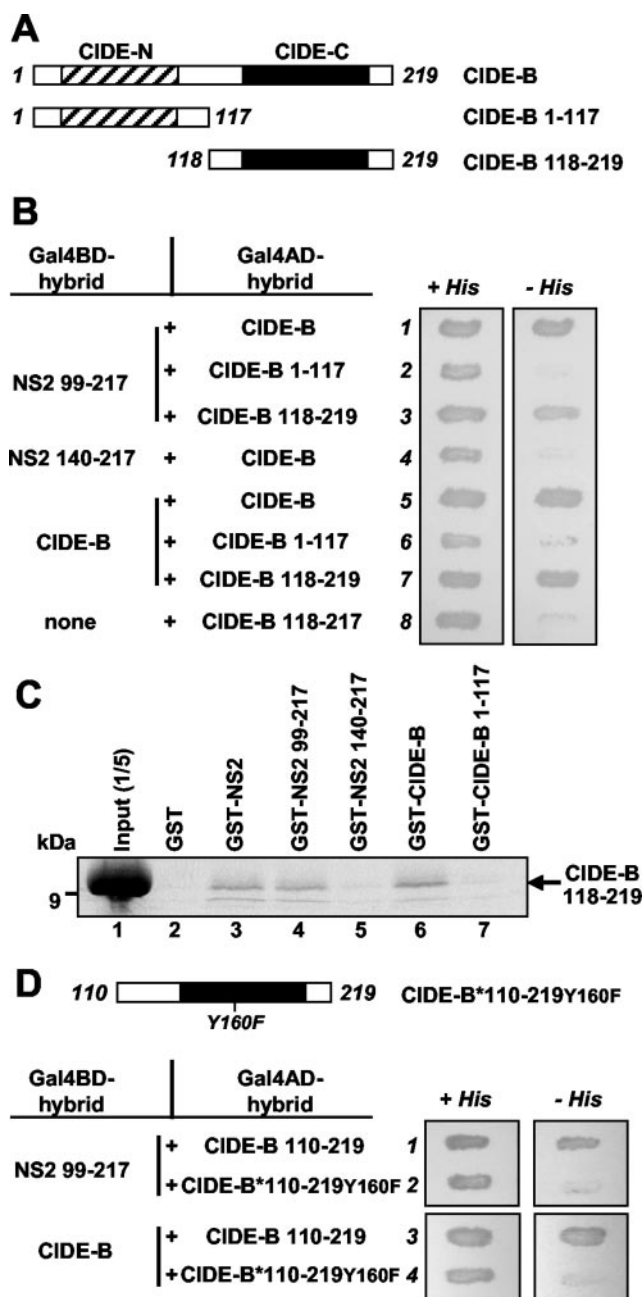 A
CIDE-N CIDE-C
1 219 CIDE-B
1 117 CIDE-B 1-117
118 219 CIDE-B 118-219
B
Gal4BD-hybrid Gal4AD-hybrid + His - His
+ CIDE-B 1
NS2 99-217 + CIDE-B 1-117 2
+ CIDE-B 118-219 3
NS2 140-217 + CIDE-B 4
+ CIDE-B 5
CIDE-B + CIDE-B 1-117 6
+ CIDE-B 118-219 7
none + CIDE-B 118-217 8
C
Input (1/5) GST GST-NS2 GST-NS2 99-217 GST-NS2 140-217 GST-CIDE-B GST-CIDE-B 1-117
kDa
9
CIDE-B
118-219
1 2 3 4 5 6 7
D
110 219 CIDE-B*110-219Y160F
Y160F
Gal4BD-hybrid Gal4AD-hybrid + His - His
NS2 99-217 + CIDE-B 110-219 1
+ CIDE-B*110-219Y160F 2
CIDE-B + CIDE-B 110-219 3
+ CIDE-B*110-219Y160F 4